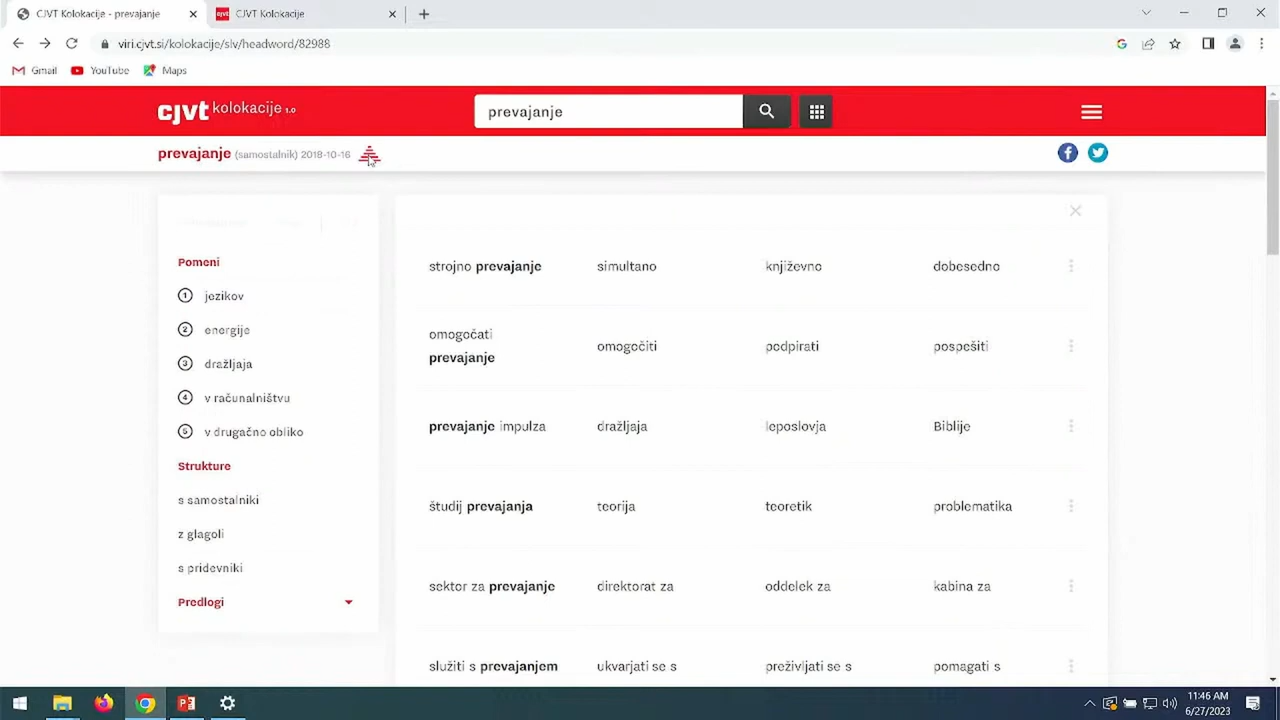 CJVT Kolokacije - prevajanje
CJVT Kolokacije
viri.cjvt.si/kolokacije/slv/headword/82988
Gmail
YouTube
Maps
cjvt kolokacije 1.0
prevajanje
prevajanje (samostalnik) 2018-10-16
Pomeni
1 jezikov
2 energije
3 dražljaja
4 v računalništvu
5 v drugačno obliko
Strukture
s samostalniki
z glagoli
s pridevniki
Predlogi
strojno prevajanje simultano književno dobesedno
omogočati
prevajanje
omogočiti podpirati pospešiti
prevajanje impulza dražljaja leposlovja Biblije
študij prevajanja teorija teoretik problematika
sektor za prevajanje direktorat za oddelek za kabina za
služiti s prevajanjem ukvarjati se s preživljati se s pomagati s
11:46 AM
6/27/2023